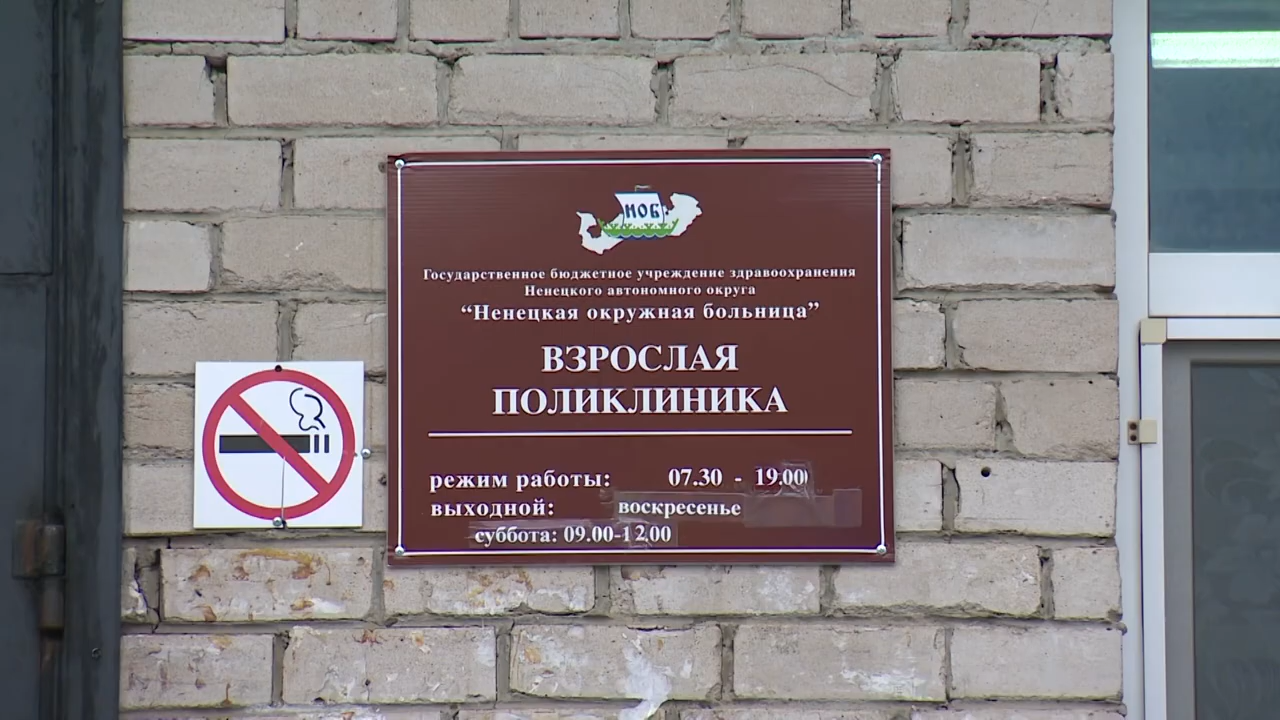 НОБ
Государственное бюджетное учреждение здравоохранения
Ненецкого автономного округа
“Ненецкая окружная больница”
ВЗРОСЛАЯ
ПОЛИКЛИНИКА
режим работы: 07.30 - 19.00
выходной: воскресенье
суббота: 09.00-12.00